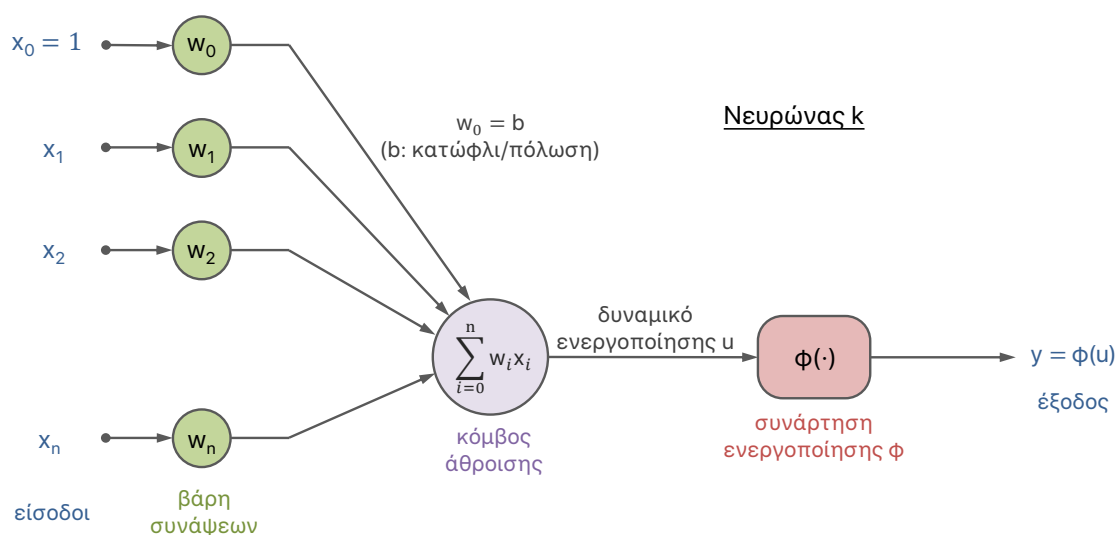 x₀ = 1
w₀
Νευρώνας k
w₀ = b
(b: κατώφλι/πόλωση)
x₁
w₁
x₂
w₂
n
∑ wᵢxᵢ
i=0
δυναμικό
ενεργοποίησης u
φ(·)
y = φ(u)
έξοδος
συνάρτηση
ενεργοποίησης φ
κόμβος
άθροισης
xₙ
wₙ
είσοδοι
βάρη
συνάψεων